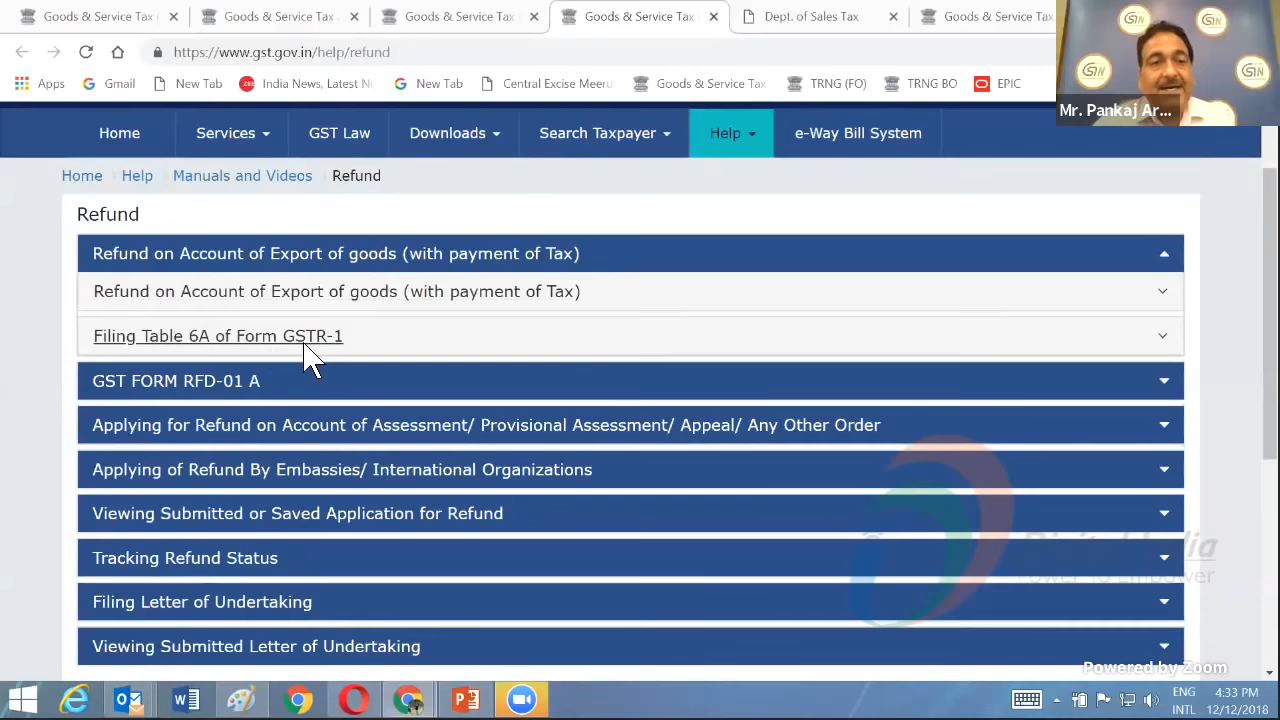 Goods & Service Tax
Goods & Service Tax
Goods & Service Tax
Goods & Service Tax
Dept. of Sales Tax
Goods & Service Tax
https://www.gst.gov.in/help/refund
Apps
Gmail
New Tab
India News, Latest N
New Tab
Central Excise Meeru
Goods & Service Tax
TRNG (FO)
TRNG BO
EPIC
Mr. Pankaj Ar...
Home
Services
GST Law
Downloads
Search Taxpayer
Help
e-Way Bill System
Home Help Manuals and Videos Refund
Refund
Refund on Account of Export of goods (with payment of Tax)
Refund on Account of Export of goods (with payment of Tax)
Filing Table 6A of Form GSTR-1
GST FORM RFD-01 A
Applying for Refund on Account of Assessment/ Provisional Assessment/ Appeal/ Any Other Order
Applying of Refund By Embassies/ International Organizations
Viewing Submitted or Saved Application for Refund
Tracking Refund Status
Digital India
Power To Empower
Filing Letter of Undertaking
Viewing Submitted Letter of Undertaking
Powered by Zoom
ENG
INTL
4:33 PM
12/12/2018